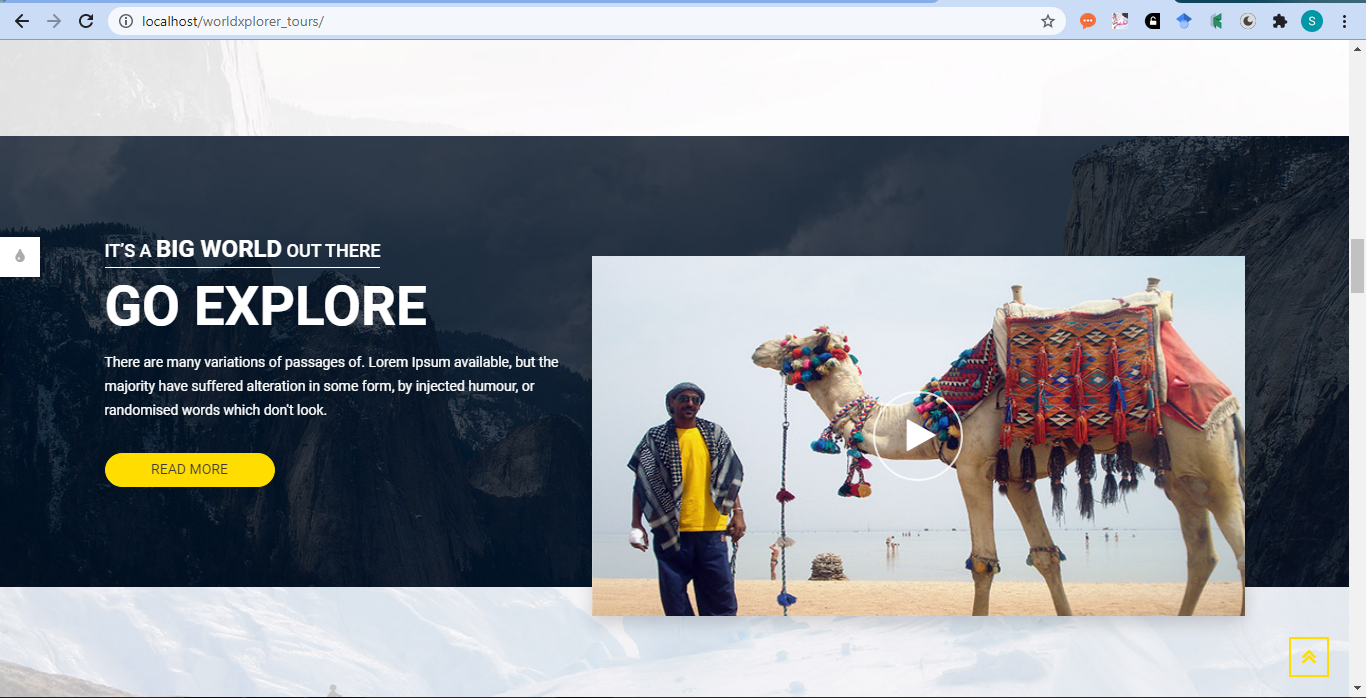 localhost/worldxplorer_tours/
S
IT'S A BIG WORLD OUT THERE
GO EXPLORE
There are many variations of passages of. Lorem Ipsum available, but the
majority have suffered alteration in some form, by injected humour, or
randomised words which don't look.
READ MORE